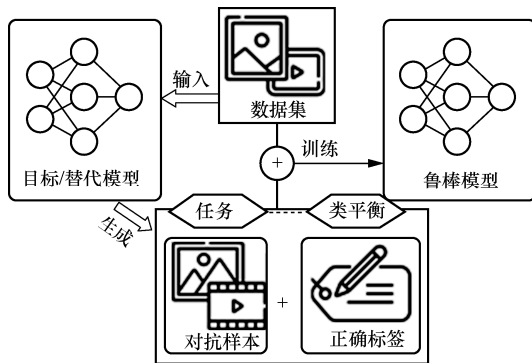 输入
数据集
目标/替代模型
+
训练
鲁棒模型
生成
任务
类平衡
+
对抗样本
正确标签